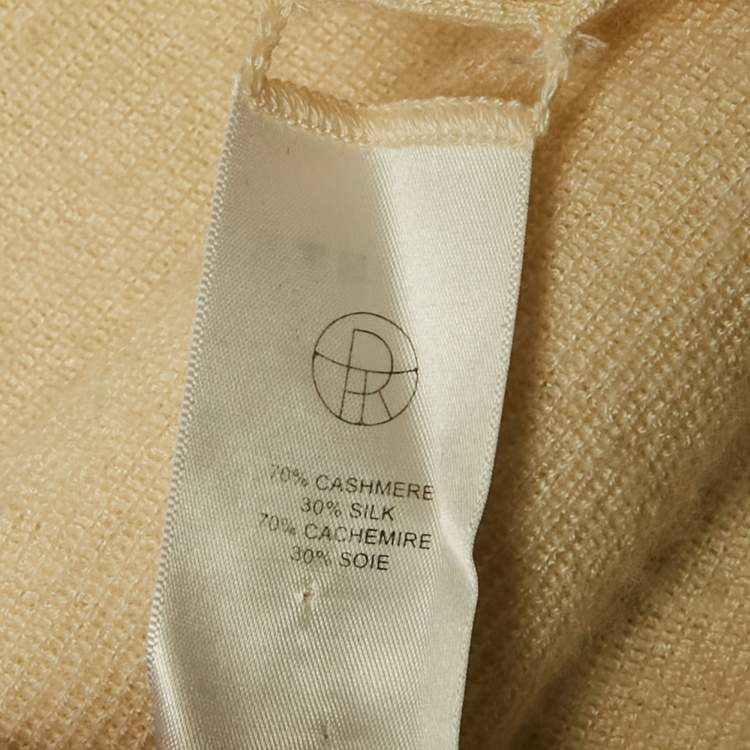 70% CASHMERE
30% SILK
70% CACHEMIRE
30% SOIE